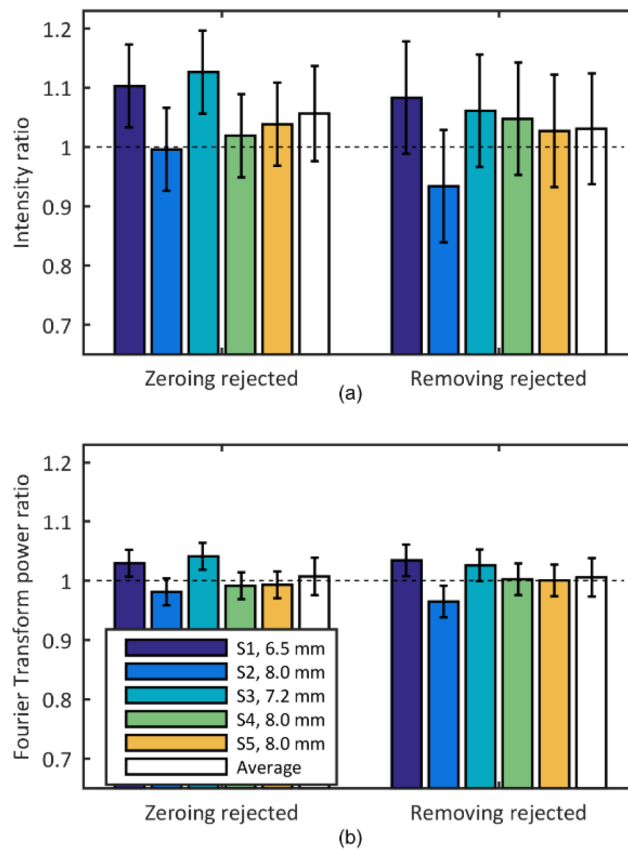 1.2
1.1
1
0.9
0.8
0.7
Intensity ratio
Zeroing rejected Removing rejected
(a)
1.2
1.1
1
0.9
0.8
0.7
Fourier Transform power ratio
S1, 6.5 mm
S2, 8.0 mm
S3, 7.2 mm
S4, 8.0 mm
S5, 8.0 mm
Average
Zeroing rejected Removing rejected
(b)